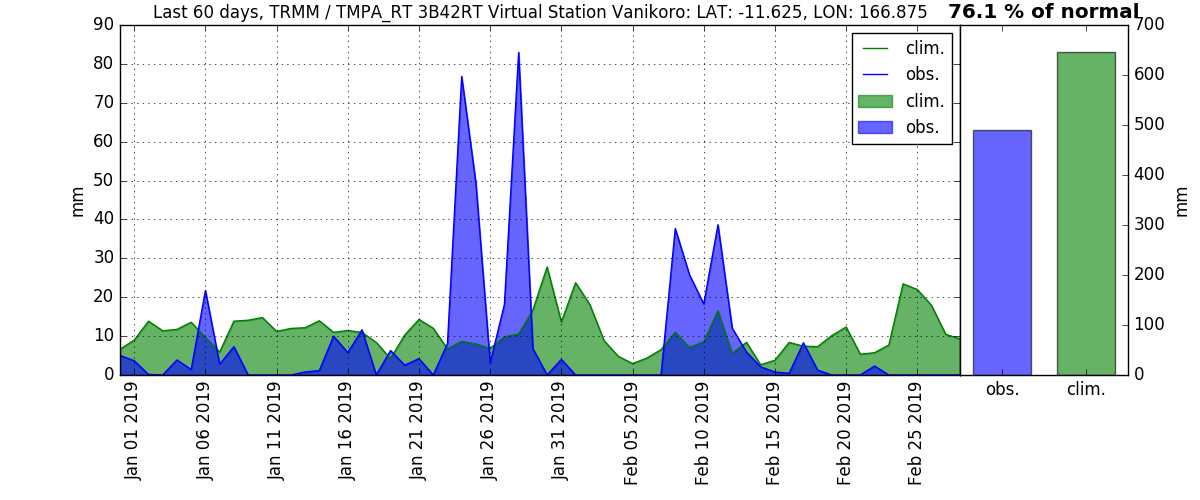 Last 60 days, TRMM / TMPA_RT 3B42RT Virtual Station Vanikoro: LAT: -11.625, LON: 166.875
76.1 % of normal
90
80
70
60
50
40
30
20
10
0
mm
clim.
obs.
clim.
obs.
Jan 01 2019
Jan 06 2019
Jan 11 2019
Jan 16 2019
Jan 21 2019
Jan 26 2019
Jan 31 2019
Feb 05 2019
Feb 10 2019
Feb 15 2019
Feb 20 2019
Feb 25 2019
700
600
500
400
300
200
100
0
mm
obs.
clim.